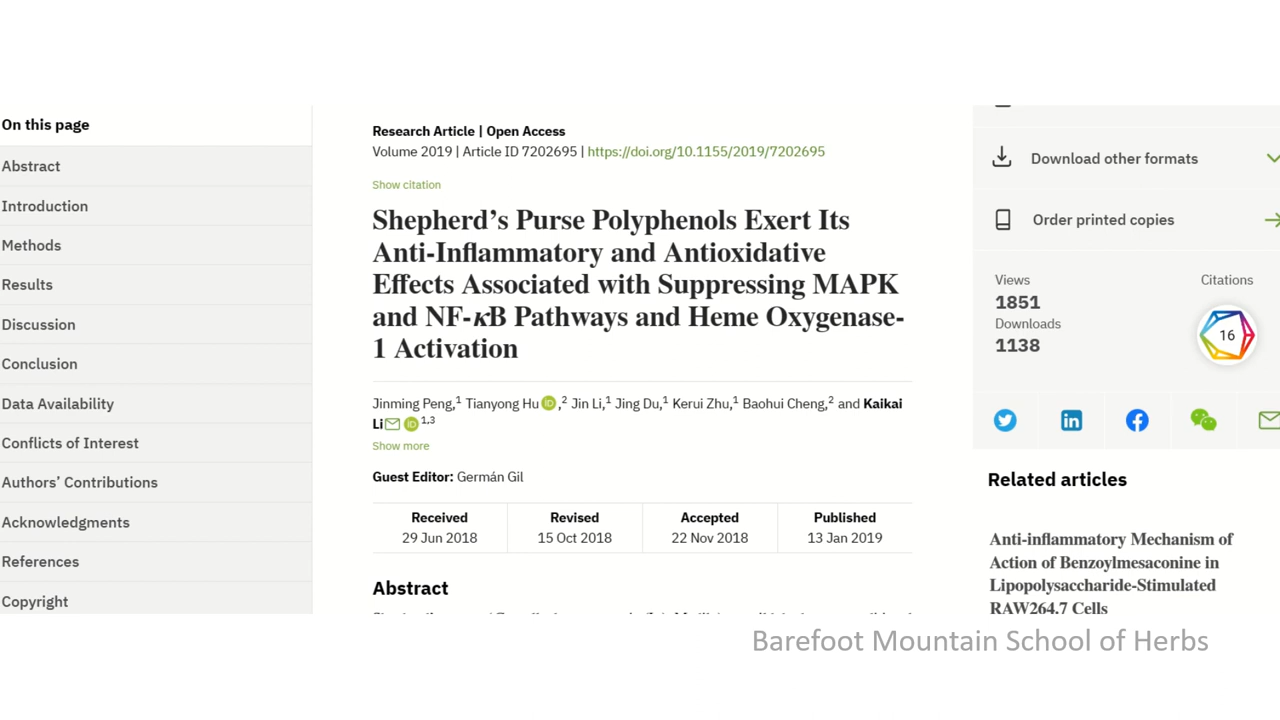 On this page
Abstract
Introduction
Methods
Results
Discussion
Conclusion
Data Availability
Conflicts of Interest
Authors’ Contributions
Acknowledgments
References
Copyright
Research Article | Open Access
Volume 2019 | Article ID 7202695 | https://doi.org/10.1155/2019/7202695
Show citation
Shepherd’s Purse Polyphenols Exert Its
Anti-Inflammatory and Antioxidative
Effects Associated with Suppressing MAPK
and NF-κB Pathways and Heme Oxygenase-
1 Activation
Jinming Peng,¹ Tianyong Hu iD,² Jin Li,¹ Jing Du,¹ Kerui Zhu,¹ Baohui Cheng,² and Kaikai
Li iD ¹,³
Show more
Guest Editor: Germán Gil
Received Revised Accepted Published
29 Jun 2018 15 Oct 2018 22 Nov 2018 13 Jan 2019
Abstract
Download other formats
Order printed copies
Views Citations
1851
Downloads
1138
16
Related articles
Anti-inflammatory Mechanism of
Action of Benzoylmesaconine in
Lipopolysaccharide-Stimulated
RAW264.7 Cells
Barefoot Mountain School of Herbs